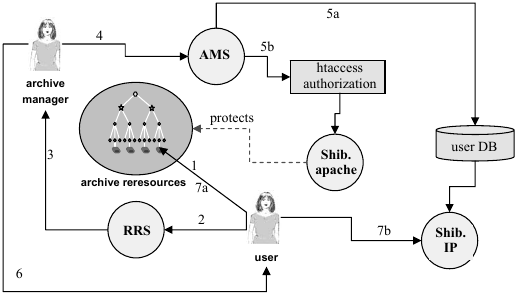 5a
4
AMS
5b
htaccess
authorization
archive
manager
protects
user DB
Shib.
apache
1
archive reresources
7a
3
2
RRS
7b
Shib.
IP
user
6